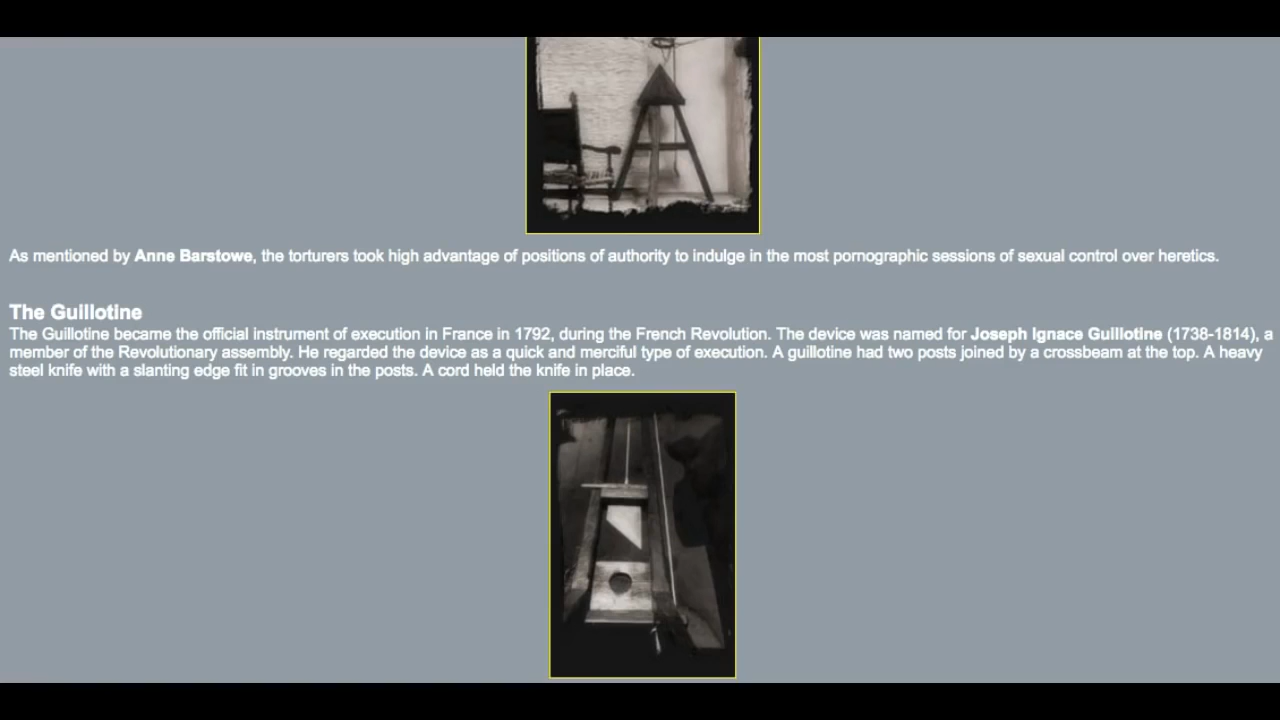 As mentioned by Anne Barstowe, the torturers took high advantage of positions of authority to indulge in the most pornographic sessions of sexual control over heretics.
The Guillotine
The Guillotine became the official instrument of execution in France in 1792, during the French Revolution. The device was named for Joseph Ignace Guillotine (1738-1814), a
member of the Revolutionary assembly. He regarded the device as a quick and merciful type of execution. A guillotine had two posts joined by a crossbeam at the top. A heavy
steel knife with a slanting edge fit in grooves in the posts. A cord held the knife in place.